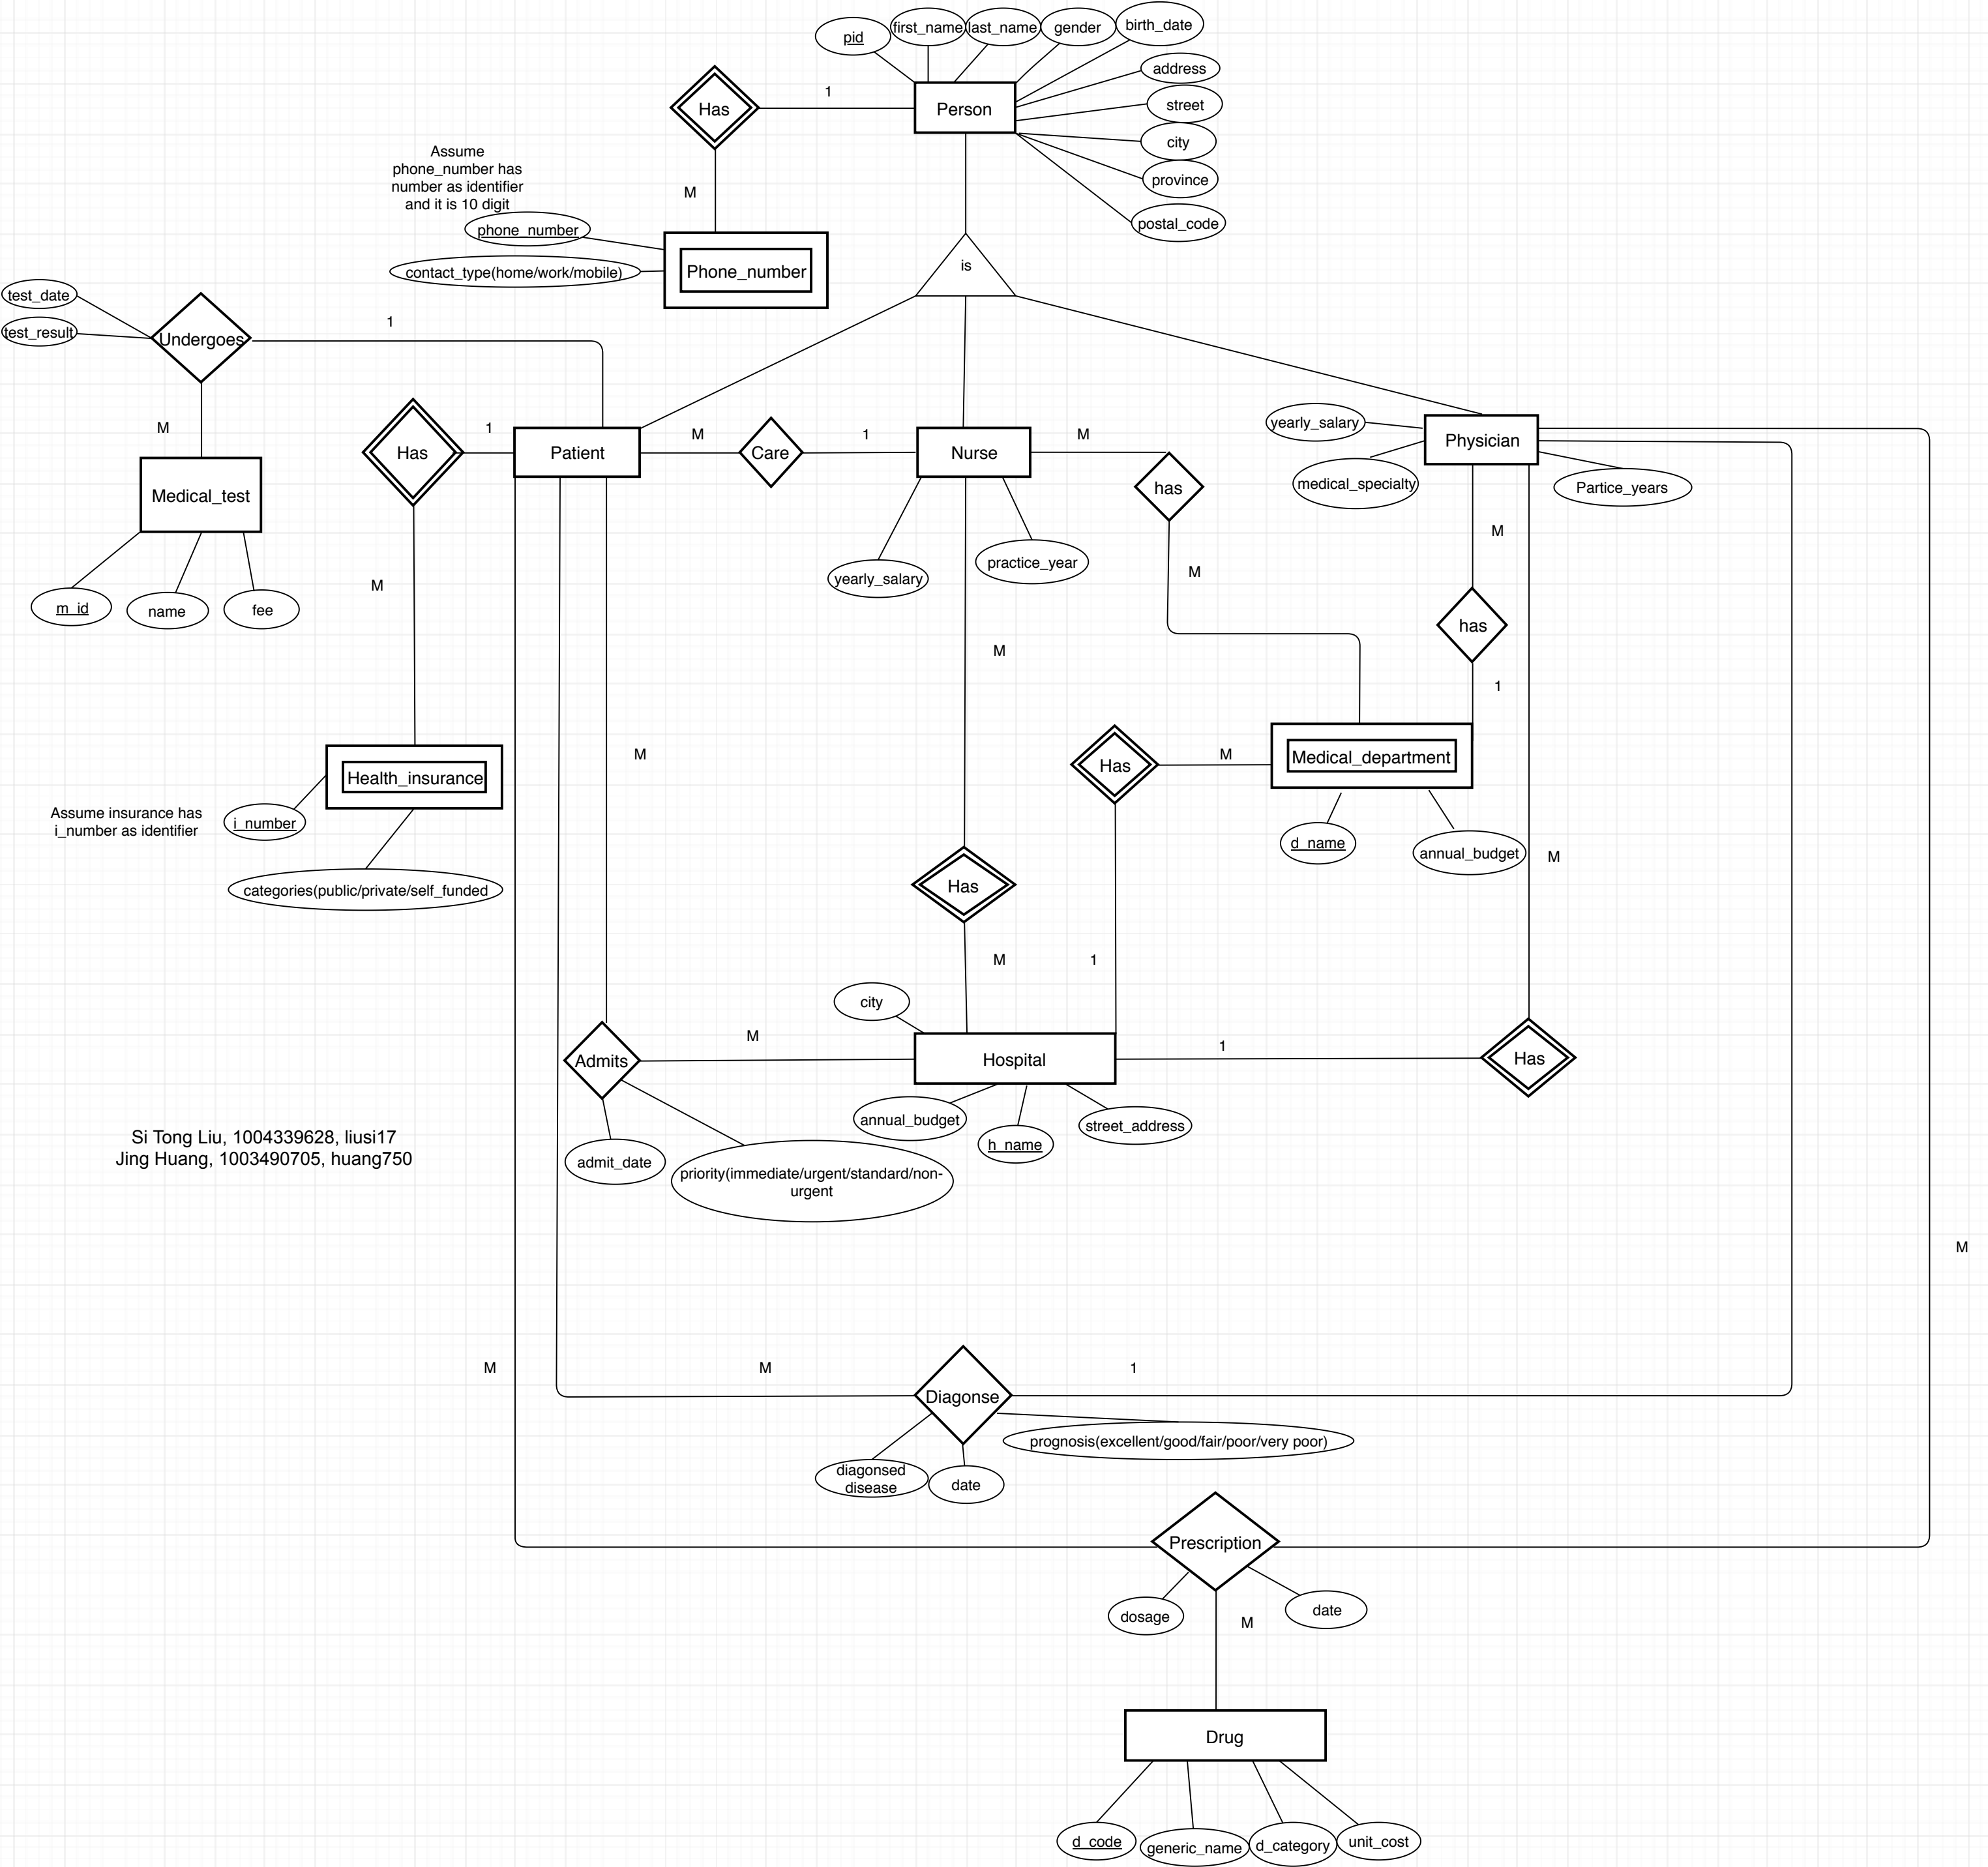 pid
first_name
last_name
gender
birth_date
address
street
city
province
postal_code
Person
Has
1
M
Assume
phone_number has
number as identifier
and it is 10 digit
phone_number
contact_type(home/work/mobile)
Phone_number
is
test_date
test_result
Undergoes
1
M
Medical_test
m_id
name
fee
Has
1
M
Patient
M
Care
1
Nurse
M
has
M
yearly_salary
practice_year
yearly_salary
medical_specialty
Physician
Partice_years
M
has
1
M
M
Health_insurance
Assume insurance has
i_number as identifier
i_number
categories(public/private/self_funded
Has
M
Medical_department
d_name
annual_budget
M
Has
M
1
city
M
Admits
Hospital
1
Has
annual_budget
h_name
street_address
admit_date
priority(immediate/urgent/standard/non-
urgent
Si Tong Liu, 1004339628, liusi17
Jing Huang, 1003490705, huang750
M
M
M
1
Diagonse
prognosis(excellent/good/fair/poor/very poor)
diagonsed
disease
date
Prescription
dosage
date
M
Drug
d_code
generic_name
d_category
unit_cost